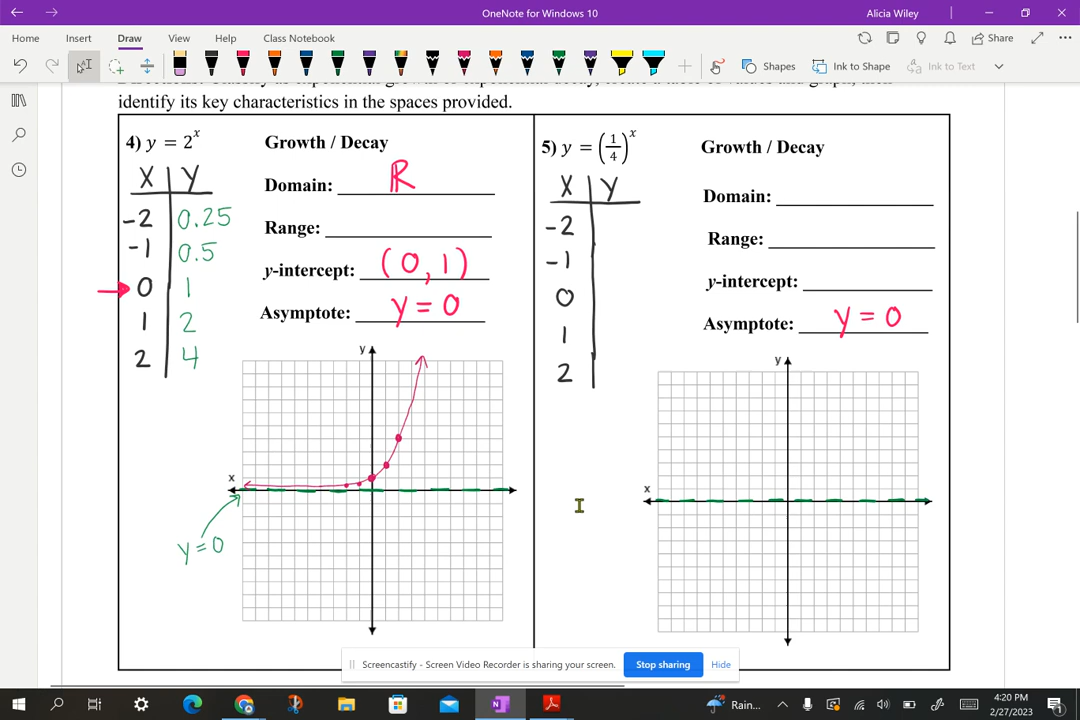 OneNote for Windows 10
Alicia Wiley
Home Insert Draw View Help Class Notebook
Share
Shapes Ink to Shape Ink to Text
identify its key characteristics in the spaces provided.
4) y = 2^x Growth / Decay
Domain: ℝ
Range:
y-intercept: (0, 1)
Asymptote: y = 0
X Y
-2 0.25
-1 0.5
0 1
1 2
2 4
y
x
y = 0
5) y = (1/4)^x Growth / Decay
Domain:
Range:
y-intercept:
Asymptote: y = 0
X Y
-2
-1
0
1
2
y
x
Screencastify - Screen Video Recorder is sharing your screen. Stop sharing Hide
Rain...
4:20 PM
2/27/2023